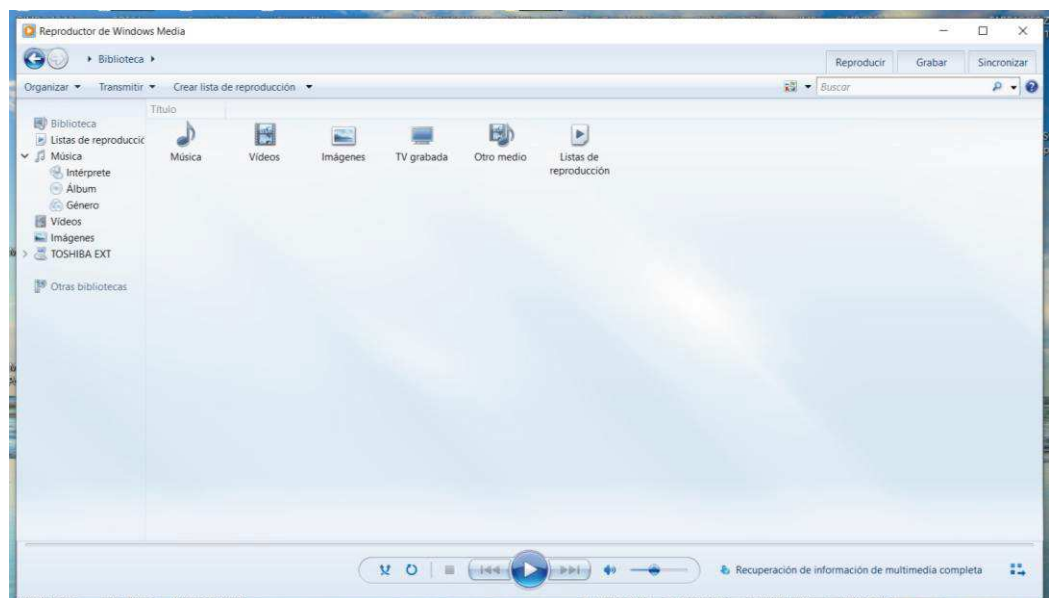 Reproductor de Windows Media
Biblioteca
Reproducir Grabar Sincronizar
Organizar Transmitir Crear lista de reproducción Buscar
Título
Biblioteca
Listas de reproducció
Música
Intérprete
Álbum
Género
Vídeos
Imágenes
TOSHIBA EXT
Otras bibliotecas
Música Vídeos Imágenes TV grabada Otro medio Listas de
reproducción
Recuperación de información de multimedia completa